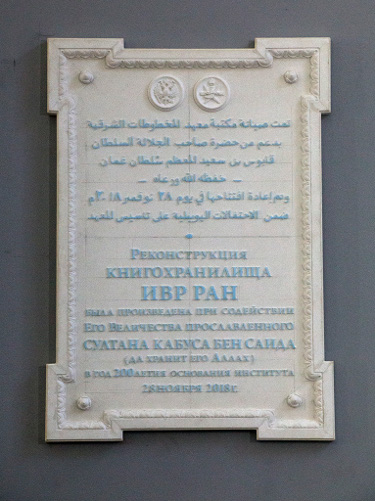 تمت صيانة مكتبة معهد المخطوطات الشرقية
بدعم من حضرة صاحب الجلالة السلطان
قابوس بن سعيد المعظم سلطان عمان
– حفظه الله ورعاه –
وتم إعادة افتتاحها في يوم ٢٨ نوفمبر ٢٠١٨م
ضمن الاحتفالات اليوبيلية على تاسيس المعهد
Реконструкция
книгохранилища
ИВР РАН
была произведена при содействии
Его Величества прославленного
султана Кабуса бен Саида
(да хранит его Аллах)
в год 200-летия основания института
28 ноября 2018 г.